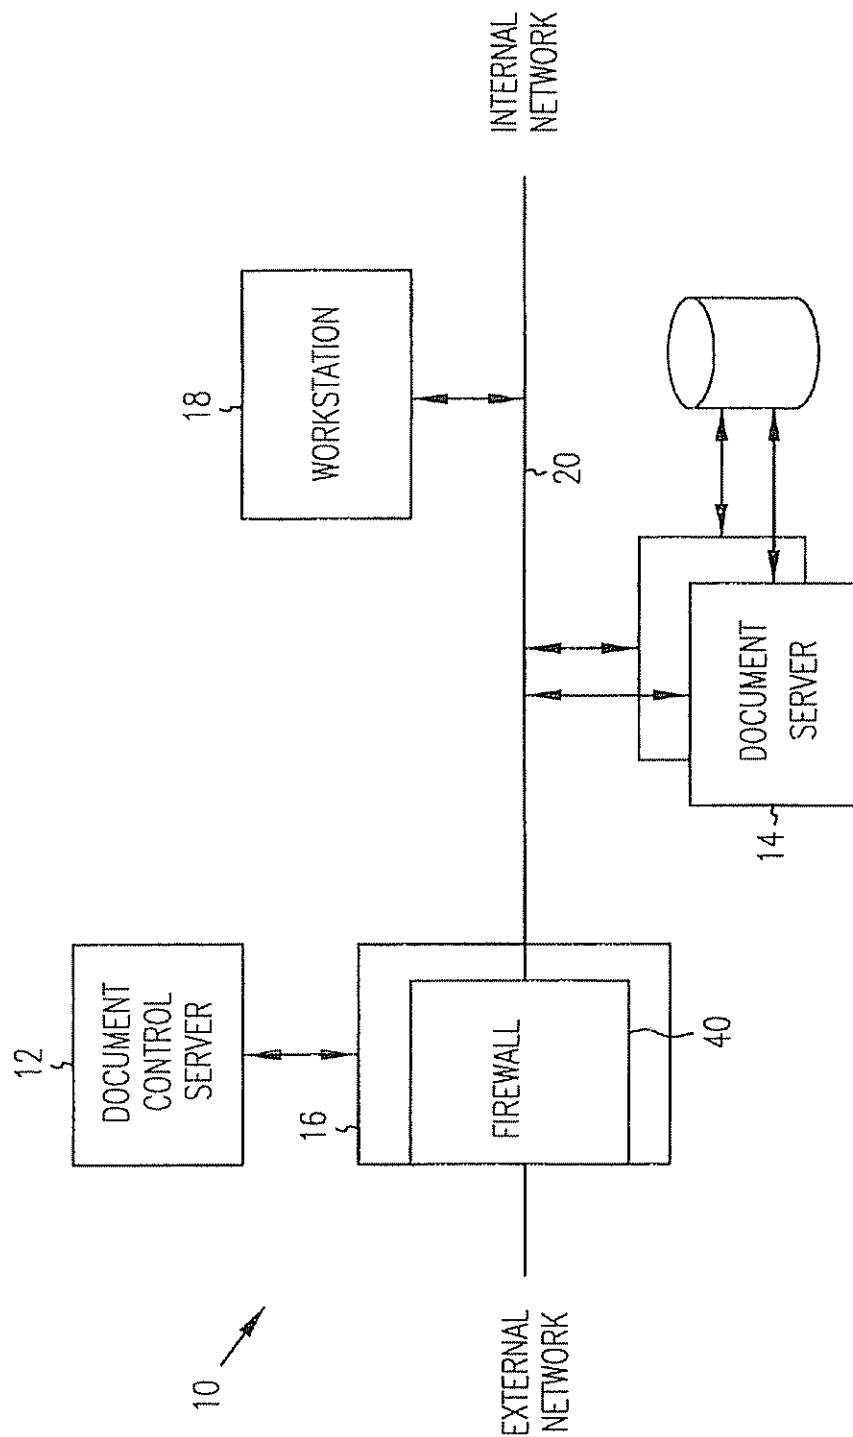 10
12
DOCUMENT
CONTROL
SERVER
16
FIREWALL
40
EXTERNAL
NETWORK
18
WORKSTATION
20
INTERNAL
NETWORK
14
DOCUMENT
SERVER